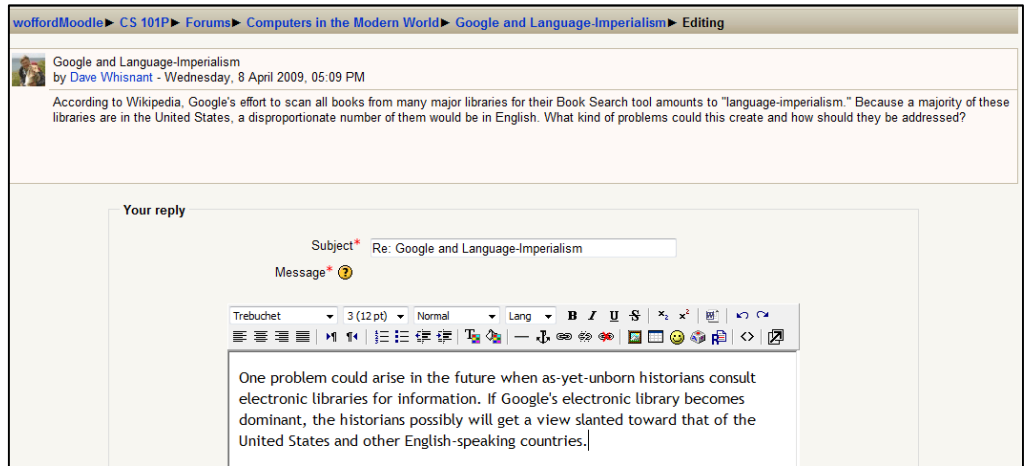 woffordMoodle► CS 101P► Forums► Computers in the Modern World► Google and Language-Imperialism► Editing
Google and Language-Imperialism
by Dave Whisnant - Wednesday, 8 April 2009, 05:09 PM
According to Wikipedia, Google's effort to scan all books from many major libraries for their Book Search tool amounts to "language-imperialism." Because a majority of these
libraries are in the United States, a disproportionate number of them would be in English. What kind of problems could this create and how should they be addressed?
Your reply
Subject* Re: Google and Language-Imperialism
Message* ?
Trebuchet 3 (12 pt) Normal Lang B I U S x₂ x²
One problem could arise in the future when as-yet-unborn historians consult
electronic libraries for information. If Google's electronic library becomes
dominant, the historians possibly will get a view slanted toward that of the
United States and other English-speaking countries.